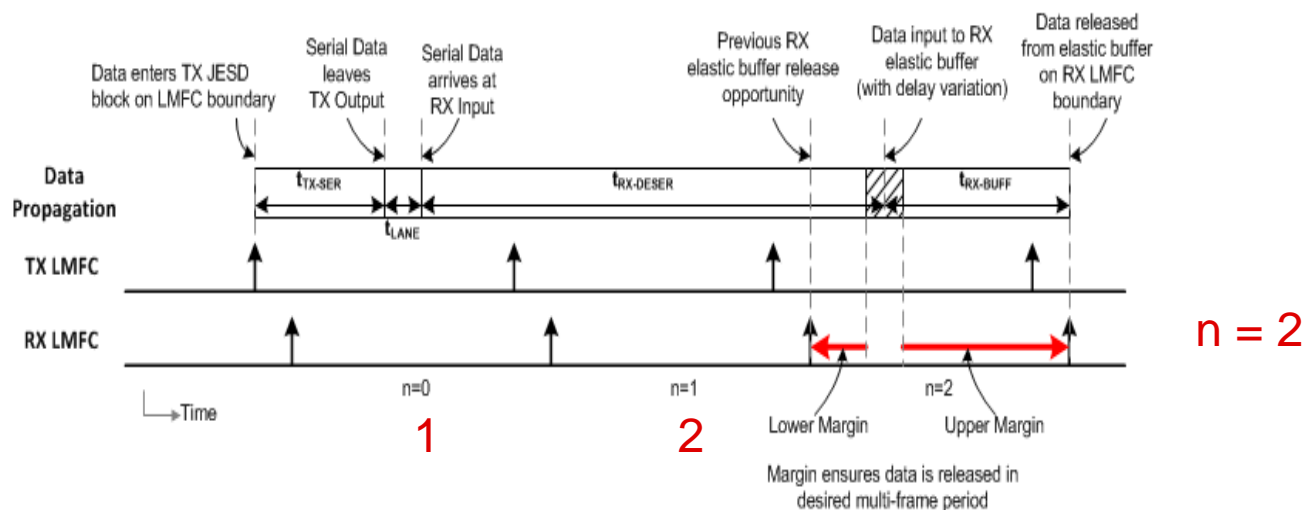 Data enters TX JESD
block on LMFC boundary
Serial Data
leaves
TX Output
Serial Data
arrives at
RX Input
Previous RX
elastic buffer release
opportunity
Data input to RX
elastic buffer
(with delay variation)
Data released
from elastic buffer
on RX LMFC
boundary
Data
Propagation
tTX-SER
tLANE
tRX-DESER
tRX-BUFF
TX LMFC
RX LMFC
n = 2
Time
n=0
n=1
n=2
1
2
Lower Margin
Upper Margin
Margin ensures data is released in
desired multi-frame period